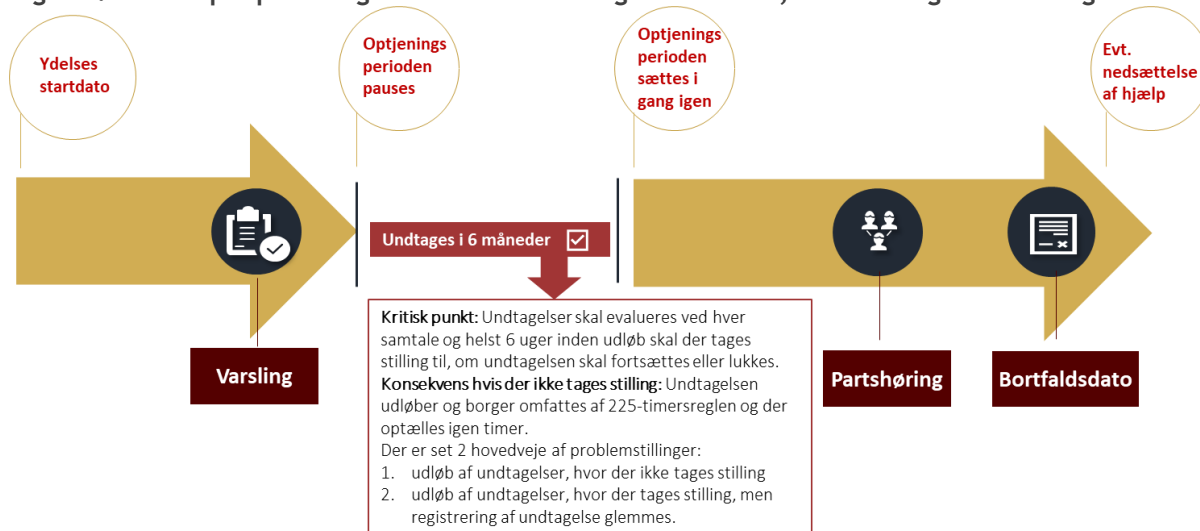 Ydelses
startdato
Optjenings
perioden
pauses
Optjenings
perioden
sættes i
gang igen
Evt.
nedsættelse
af hjælp
Undtages i 6 måneder
Kritisk punkt: Undtagelser skal evalueres ved hver
samtale og helst 6 uger inden udløb skal der tages
stilling til, om undtagelsen skal fortsættes eller lukkes.
Konsekvens hvis der ikke tages stilling: Undtagelsen
udløber og borger omfattes af 225-timersreglen og der
optælles igen timer.
Der er set 2 hovedveje af problemstillinger:
1. udløb af undtagelser, hvor der ikke tages stilling
2. udløb af undtagelser, hvor der tages stilling, men
registrering af undtagelse glemmes.
Varsling
Partshøring
Bortfaldsdato